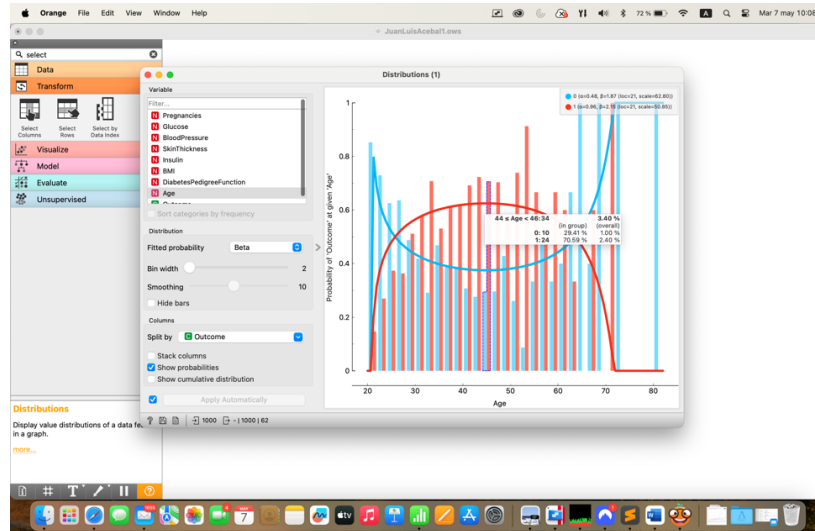 Orange File Edit View Window Help
72 % A Mar 7 may 10:08
JuanLuisAcebal1.ows
select
Data
Transform
Select Columns
Select Rows
Select by Data Index
Visualize
Model
Evaluate
Unsupervised
Distributions
Display value distributions of a data fe
in a graph.
more...
Distributions (1)
Variable
Filter...
N Pregnancies
N Glucose
N BloodPressure
N SkinThickness
N Insulin
N BMI
N DiabetesPedigreeFunction
N Age
C Outcome
Sort categories by frequency
Distribution
Fitted probability Beta
Bin width 2
Smoothing 10
Hide bars
Columns
Split by C Outcome
Stack columns
Show probabilities
Show cumulative distribution
Apply Automatically
? 1000 - | 1000 | 62
0 (α=0.48, β=1.87 (loc=21, scale=62.80))
1 (α=0.96, β=2.15 (loc=21, scale=50.85))
Probability of 'Outcome' at given 'Age'
1
0.8
0.6
0.4
0.2
0
44 ≤ Age < 46:34 3.40 %
(in group) (overall)
0: 10 29.41 % 1.00 %
1:24 70.59 % 2.40 %
20 30 40 50 60 70 80
Age
T ?
7
tv